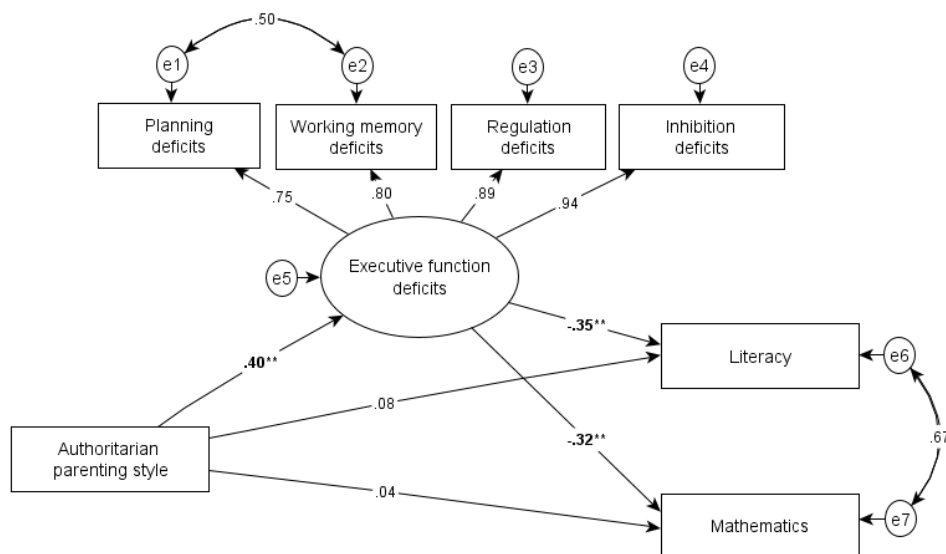 .50
e1
e2
e3
e4
Planning
deficits
Working memory
deficits
Regulation
deficits
Inhibition
deficits
.75
.80
.89
.94
e5
Executive function
deficits
-.35**
.40**
Literacy
e6
.08
Authoritarian
parenting style
-.32**
.67
.04
Mathematics
e7